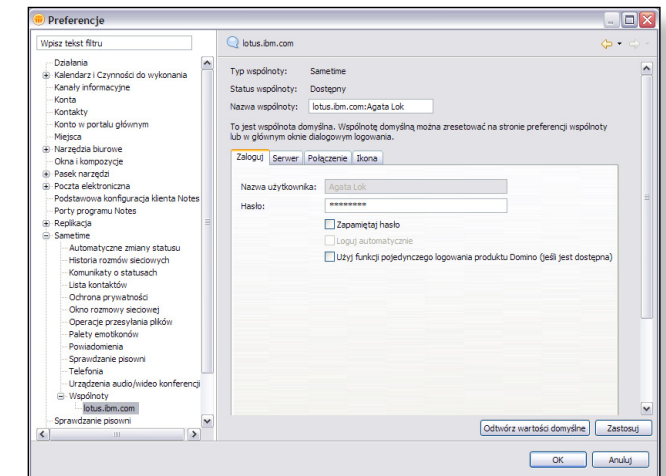 Preferencje
Wpisz tekst filtru
Działania
Kalendarz i Czynności do wykonania
Kanały informacyjne
Konta
Kontakty
Konto w portalu głównym
Miejsca
Narzędzia biurowe
Okna i kompozycje
Pasek narzędzi
Poczta elektroniczna
Podstawowa konfiguracja klienta Notes
Porty programu Notes
Replikacja
Sametime
Automatyczne zmiany statusu
Historia rozmów sieciowych
Komunikaty o statusach
Lista kontaktów
Ochrona prywatności
Okno rozmowy sieciowej
Operacje przesyłania plików
Palety emotikonów
Powiadomienia
Sprawdzanie pisowni
Telefonia
Urządzenia audio/wideo konferencji
Wspólnoty
lotus.ibm.com
Sprawdzanie pisowni
lotus.ibm.com
Typ wspólnoty: Sametime
Status wspólnoty: Dostępny
Nazwa wspólnoty: lotus.ibm.com:Agata Lok
To jest wspólnota domyślna. Wspólnotę domyślną można zresetować na stronie preferencji wspólnoty
lub w głównym oknie dialogowym logowania.
Zaloguj Serwer Połączenie Ikona
Nazwa użytkownika: Agata Lok
Hasło: ********
Zapamiętaj hasło
Loguj automatycznie
Użyj funkcji pojedynczego logowania produktu Domino (jeśli jest dostępna)
Odtwórz wartości domyślne Zastosuj
OK Anuluj